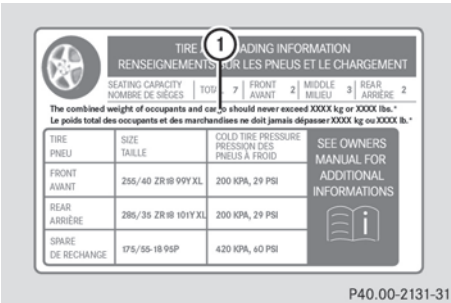 1
TIRE AND LOADING INFORMATION
RENSEIGNEMENTS SUR LES PNEUS ET LE CHARGEMENT
SEATING CAPACITY TOTAL 7 FRONT 2 MIDDLE 3 REAR 2
NOMBRE DE SIÈGES AVANT MILIEU ARRIÈRE
The combined weight of occupants and cargo should never exceed XXXX kg or XXXX lbs.*
Le poids total des occupants et des marchandises ne doit jamais dépasser XXXX kg ou XXXX lb.*
TIRE SIZE COLD TIRE PRESSURE
PNEU TAILLE PRESSION DES
PNEUS À FROID
FRONT
AVANT 255/40 ZR18 99Y XL 200 KPA, 29 PSI
REAR
ARRIÈRE 285/35 ZR18 101Y XL 200 KPA, 29 PSI
SPARE
DE RECHANGE 175/55-18 95P 420 KPA, 60 PSI
SEE OWNERS
MANUAL FOR
ADDITIONAL
INFORMATIONS
i
P40.00-2131-31